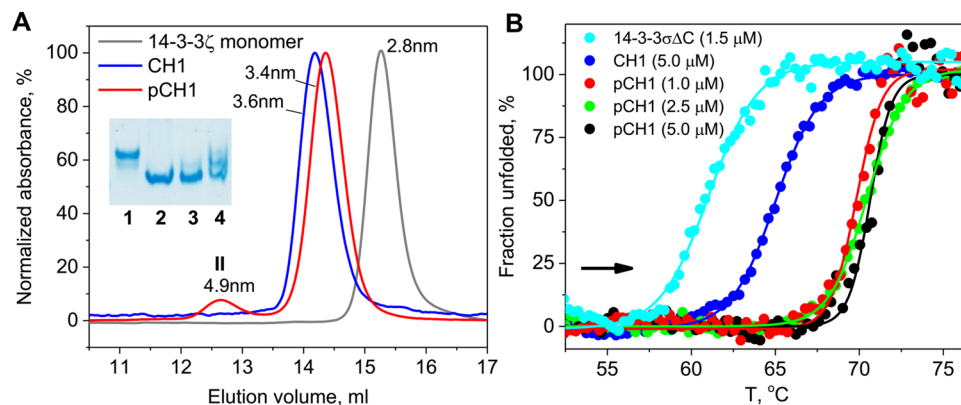 A
Normalized absorbance, %
100
80
60
40
20
0
14-3-3ζ monomer
CH1
pCH1
3.4nm
3.6nm
2.8nm
1 2 3 4
II
4.9nm
11 12 13 14 15 16 17
Elution volume, ml
B
Fraction unfolded, %
100
75
50
25
0
14-3-3σΔC (1.5 μM)
CH1 (5.0 μM)
pCH1 (1.0 μM)
pCH1 (2.5 μM)
pCH1 (5.0 μM)
55 60 65 70 75
T, °C